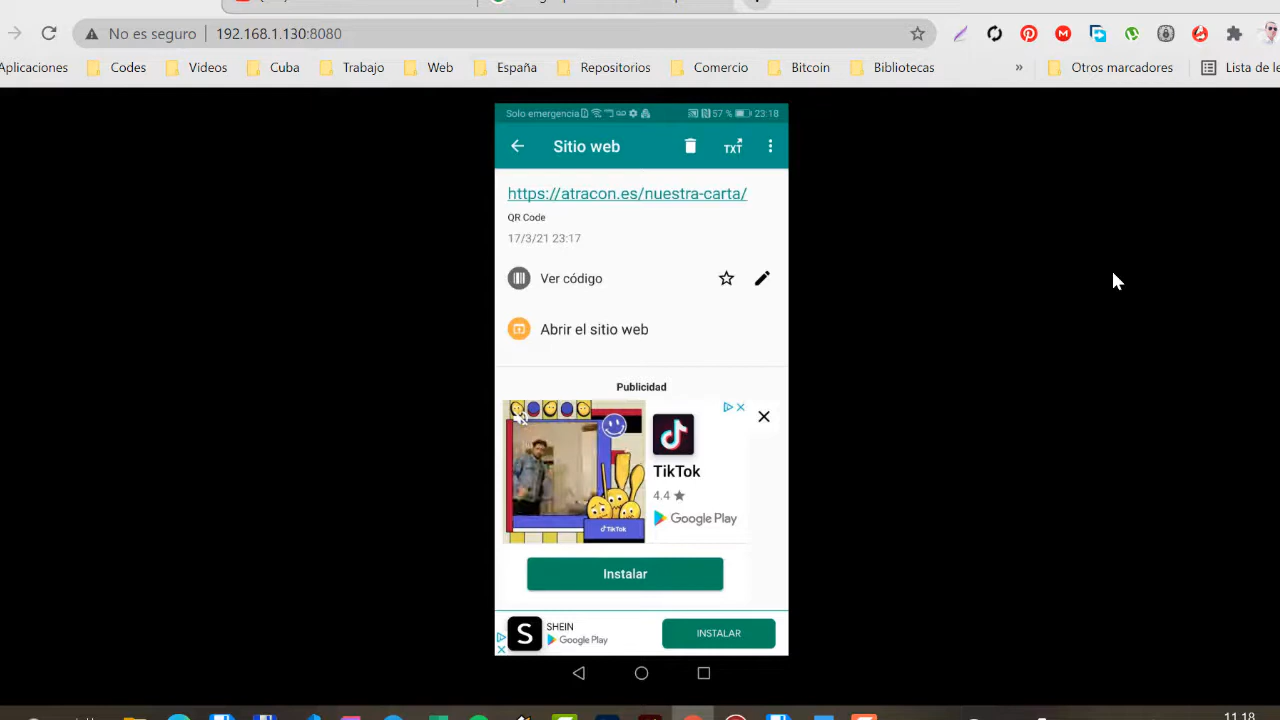 No es seguro 192.168.1.130:8080
Aplicaciones Codes Videos Cuba Trabajo Web España Repositorios Comercio Bitcoin Bibliotecas » Otros marcadores Lista de le
Solo emergencia 57 % 23:18
Sitio web TXT
https://atracon.es/nuestra-carta/
QR Code
17/3/21 23:17
Ver código
Abrir el sitio web
Publicidad
TikTok
TikTok
4.4 ★
Google Play
Instalar
SHEIN
S
Google Play
INSTALAR
11:18